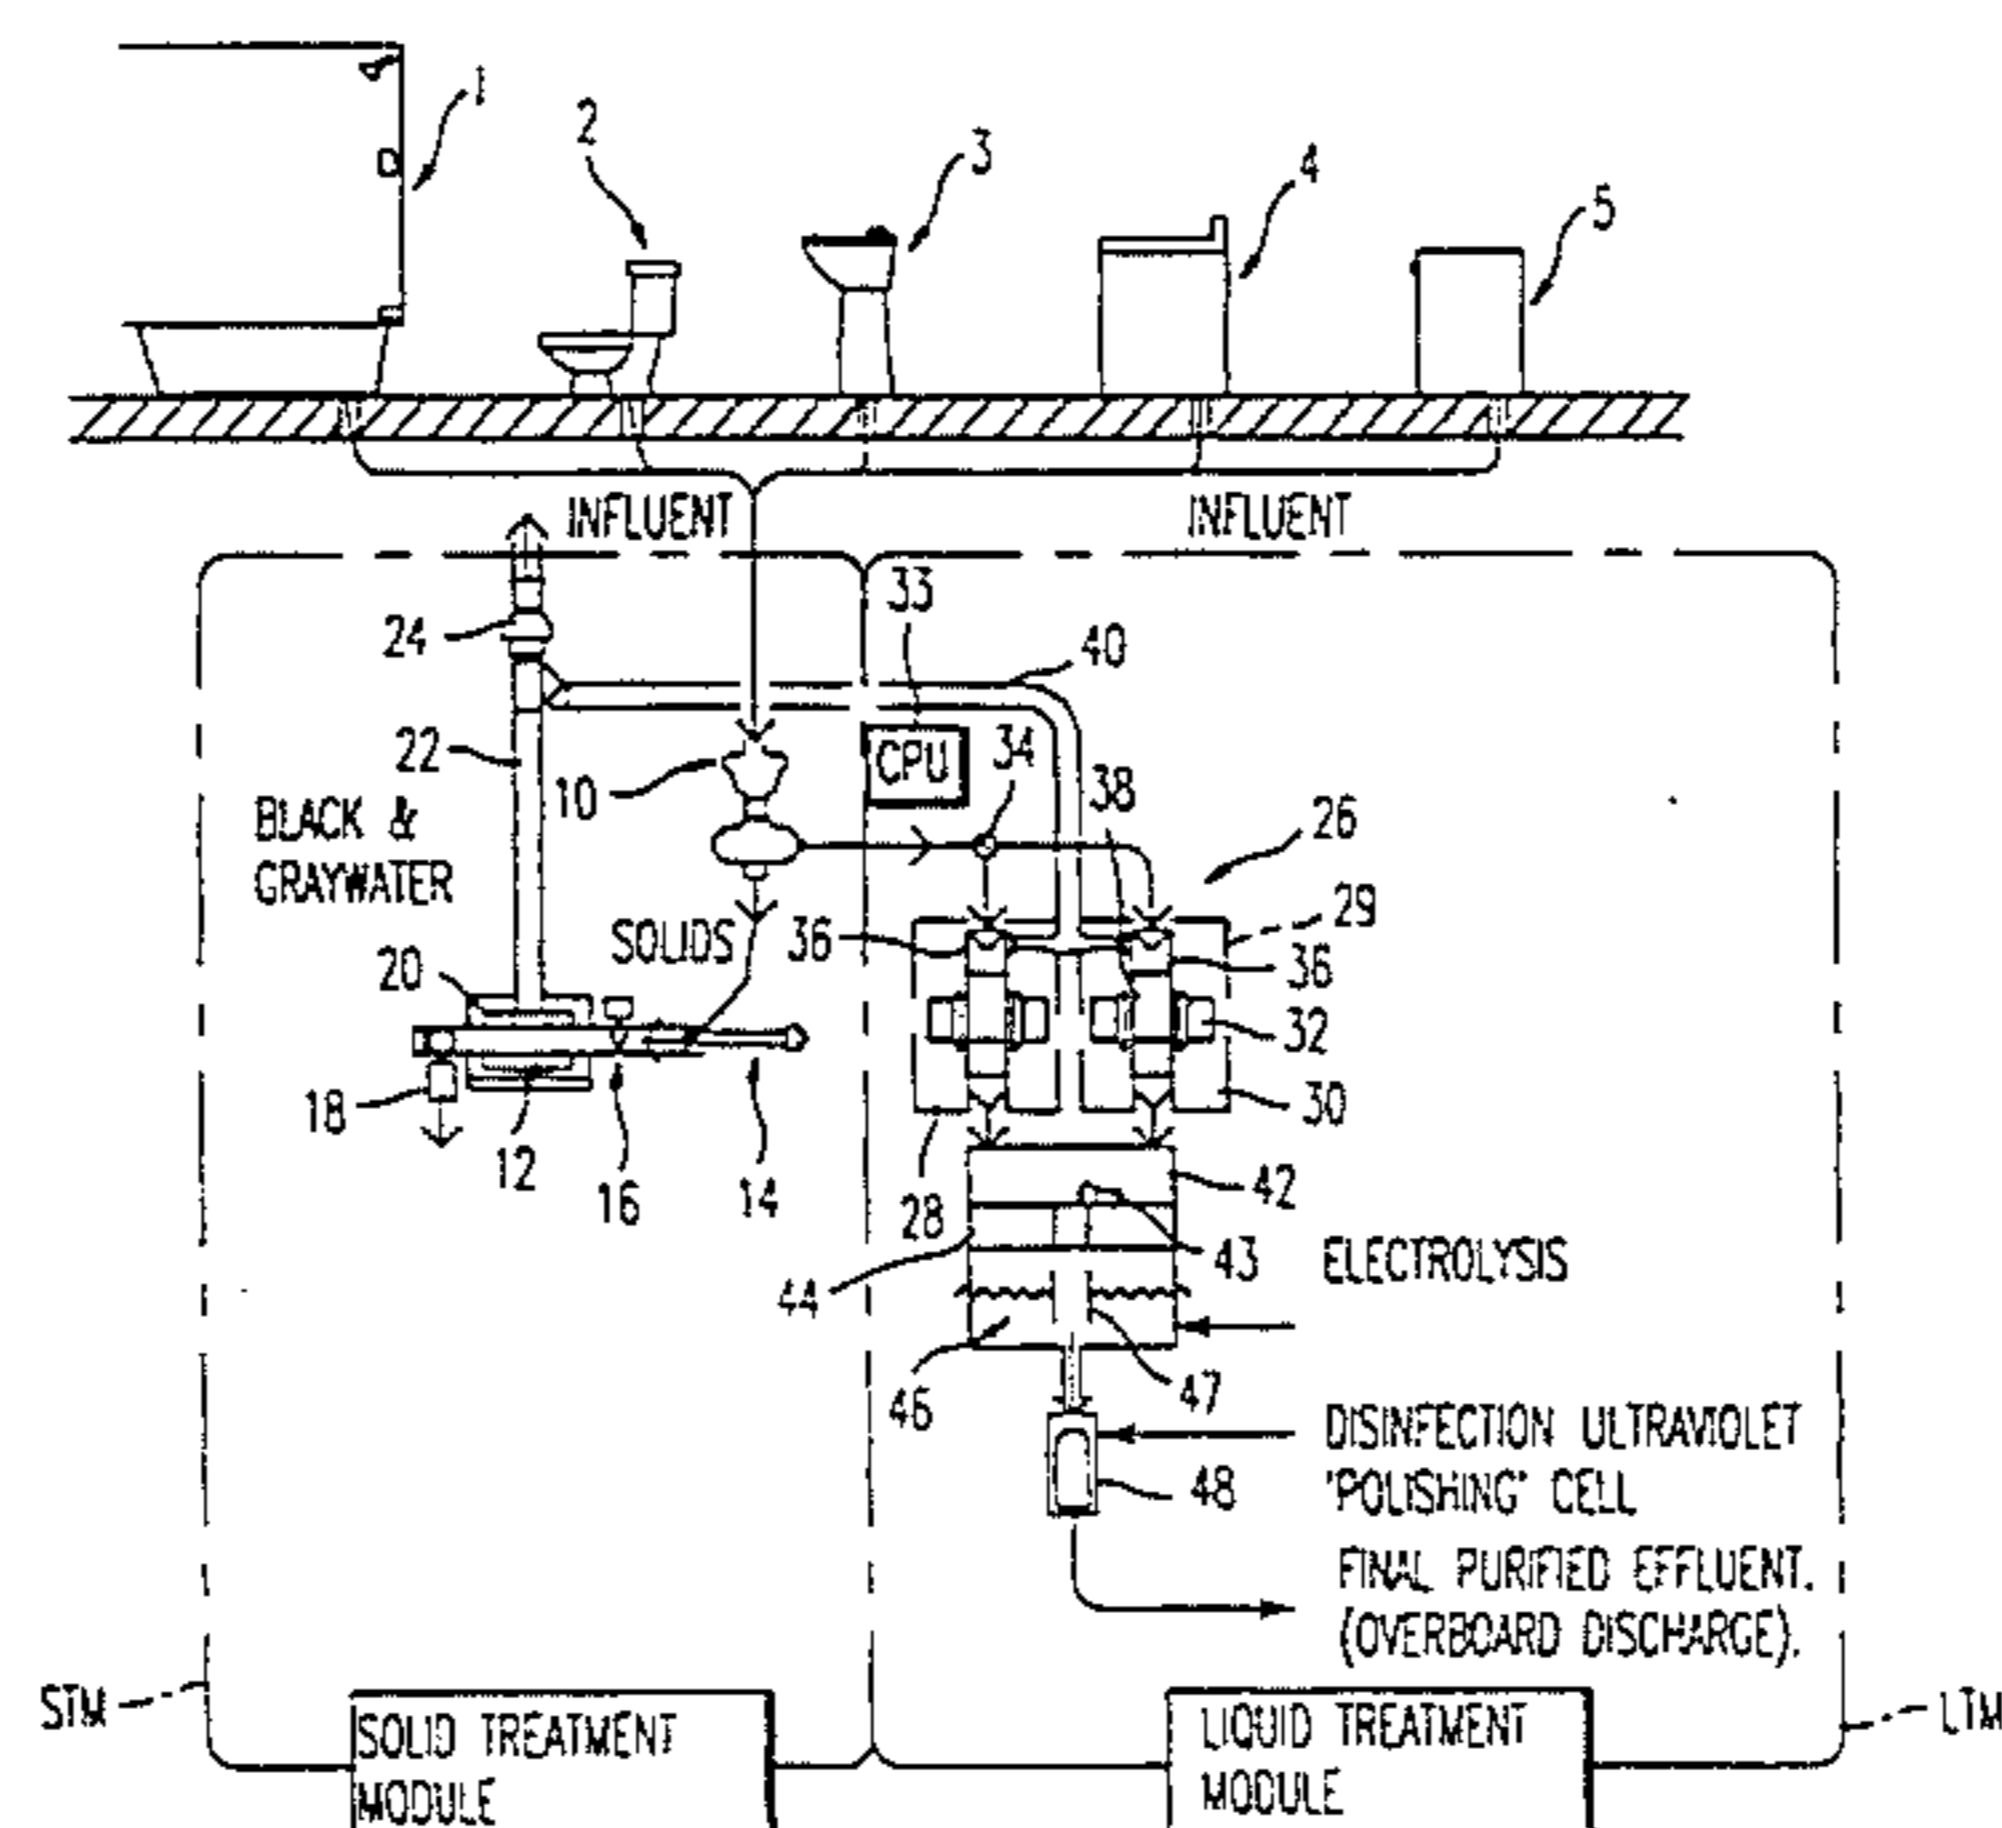 1
2
3
4
5
INFLUENT
INFLUENT
33
24
40
22
10
CPU
34
38
BLACK &
GRAYWATER
26
SOLIDS
36
29
20
36
32
18
30
12
16
14
28
42
43
44
ELECTROLYSIS
46
47
DISINFECTION ULTRAVIOLET
'POLISHING' CELL
48
FINAL PURIFIED EFFLUENT.
(OVERBOARD DISCHARGE).
STM
SOLID TREATMENT
MODULE
LIQUID TREATMENT
MODULE
LTM